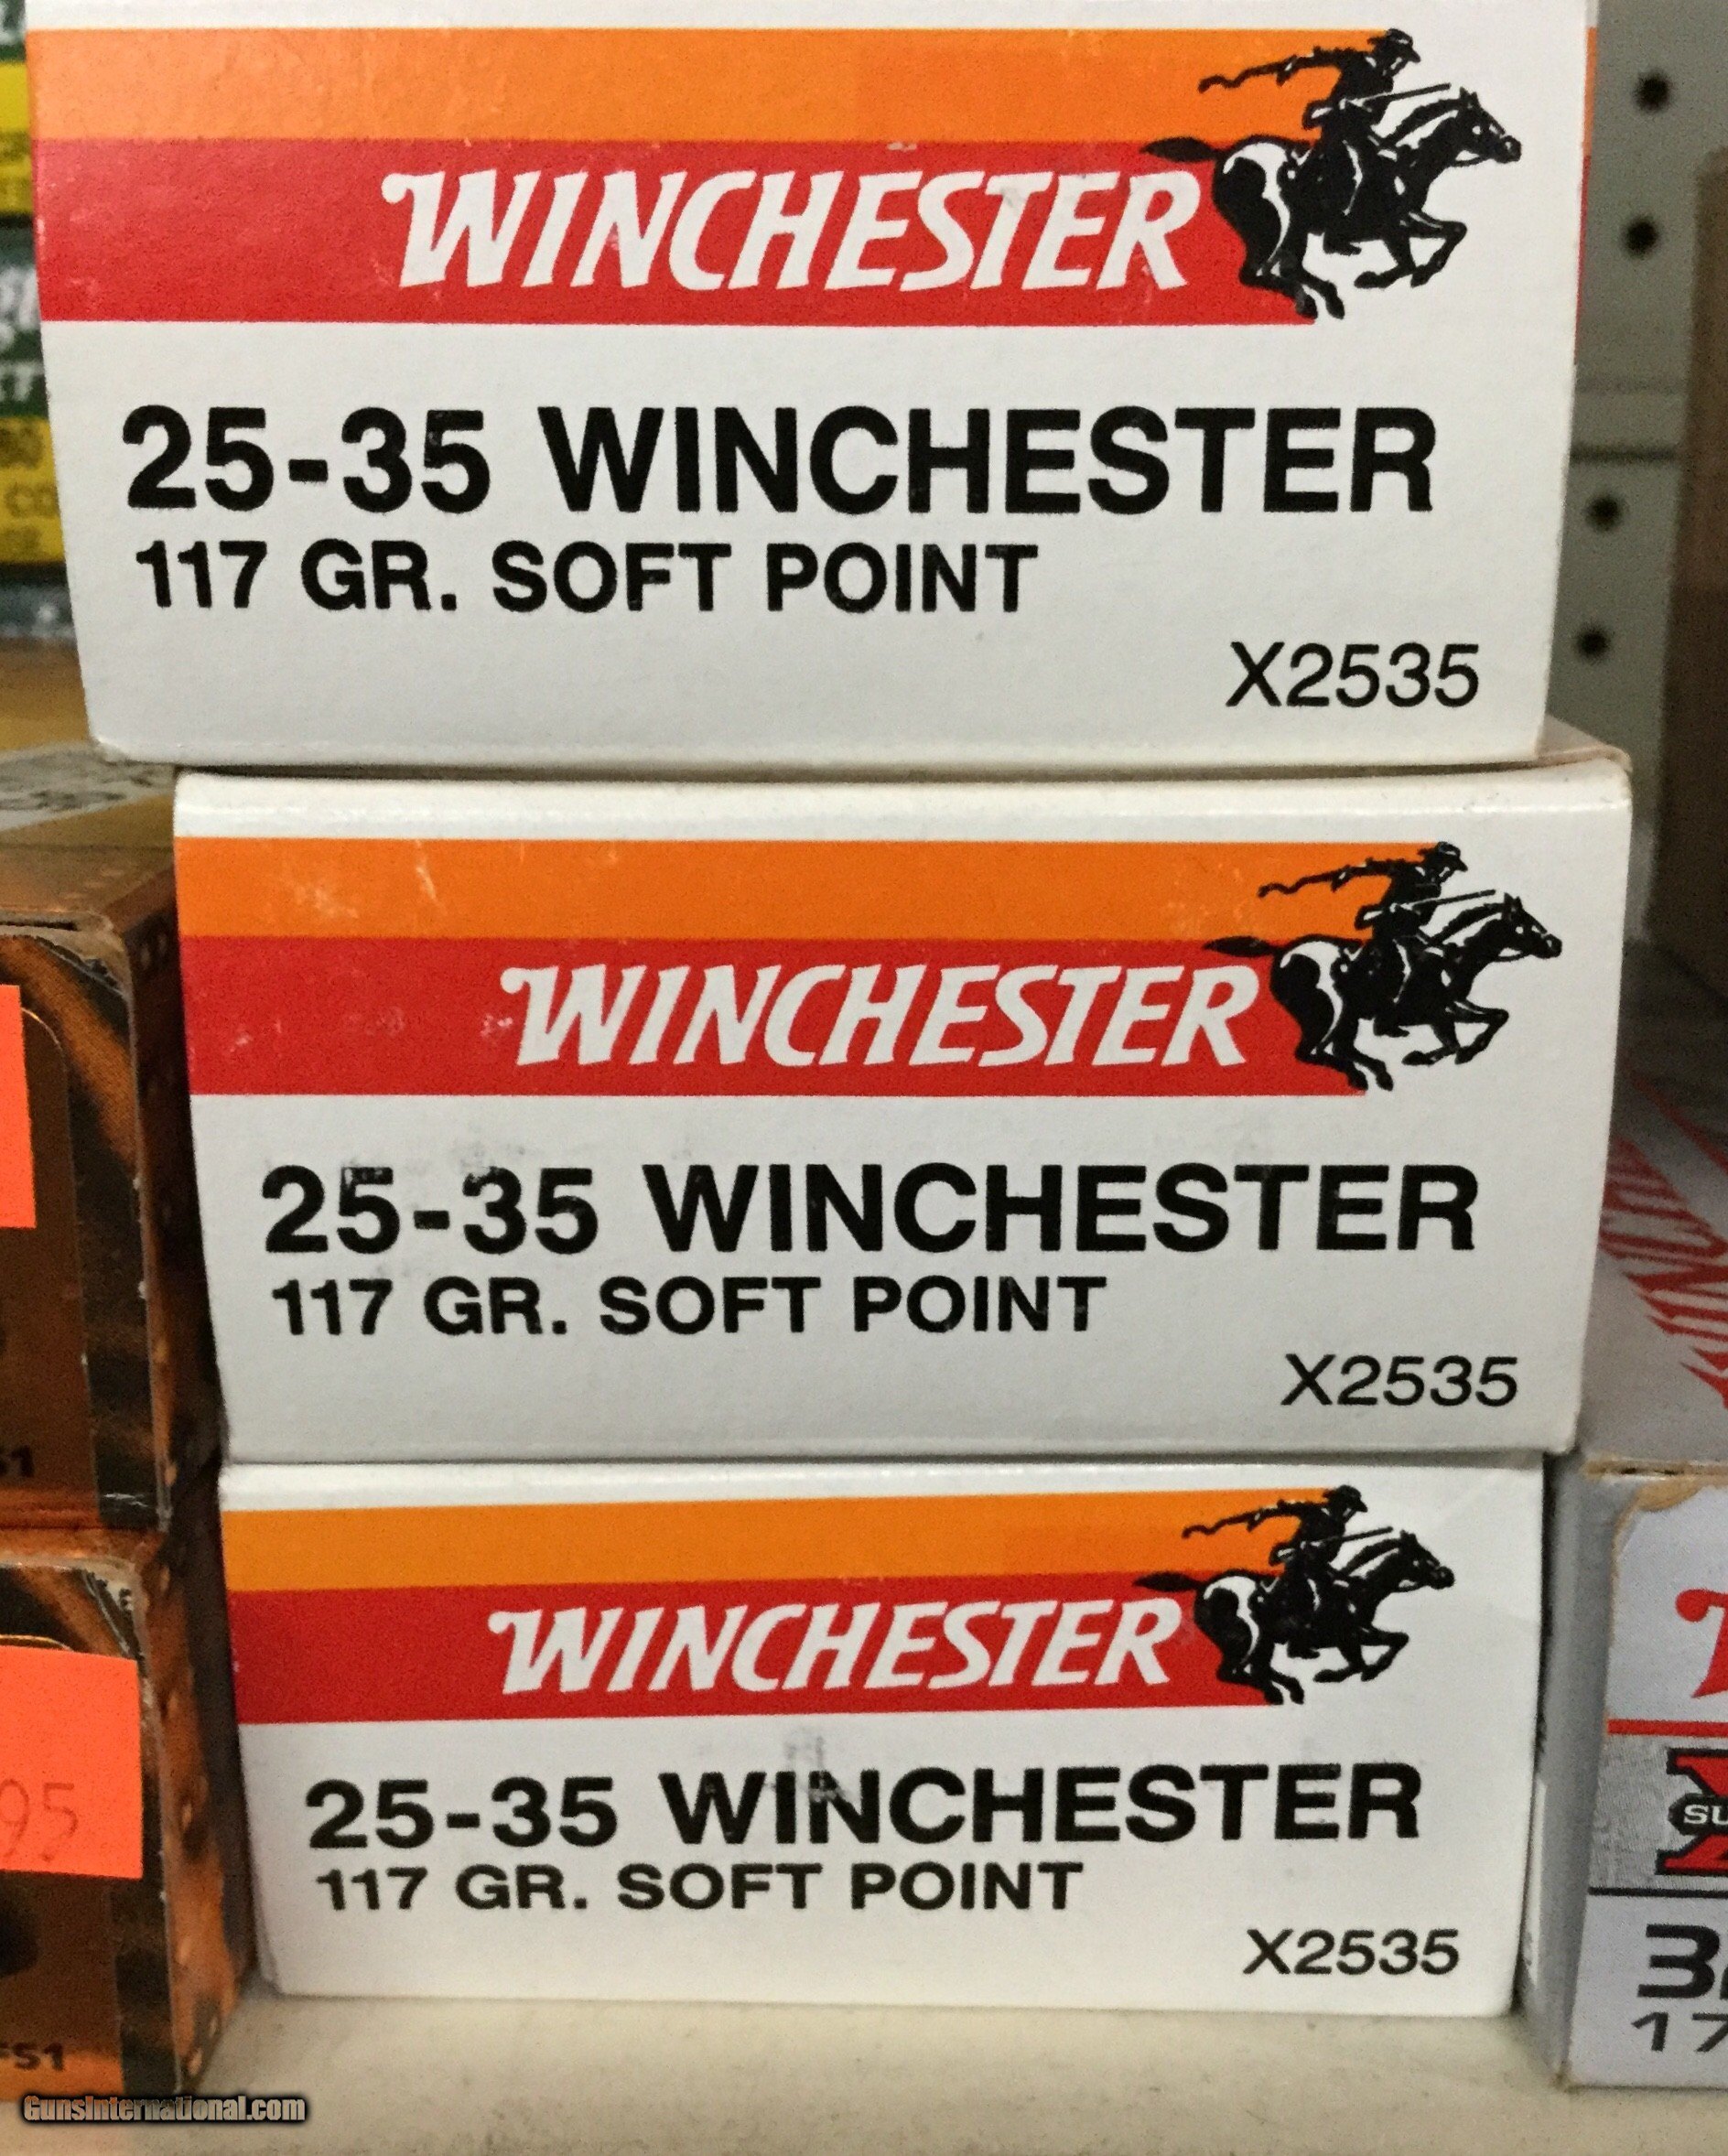 WINCHESTER
25-35 WINCHESTER
117 GR. SOFT POINT
X2535
WINCHESTER
25-35 WINCHESTER
117 GR. SOFT POINT
X2535
WINCHESTER
25-35 WINCHESTER
117 GR. SOFT POINT
X2535
95
GunsInternational.com